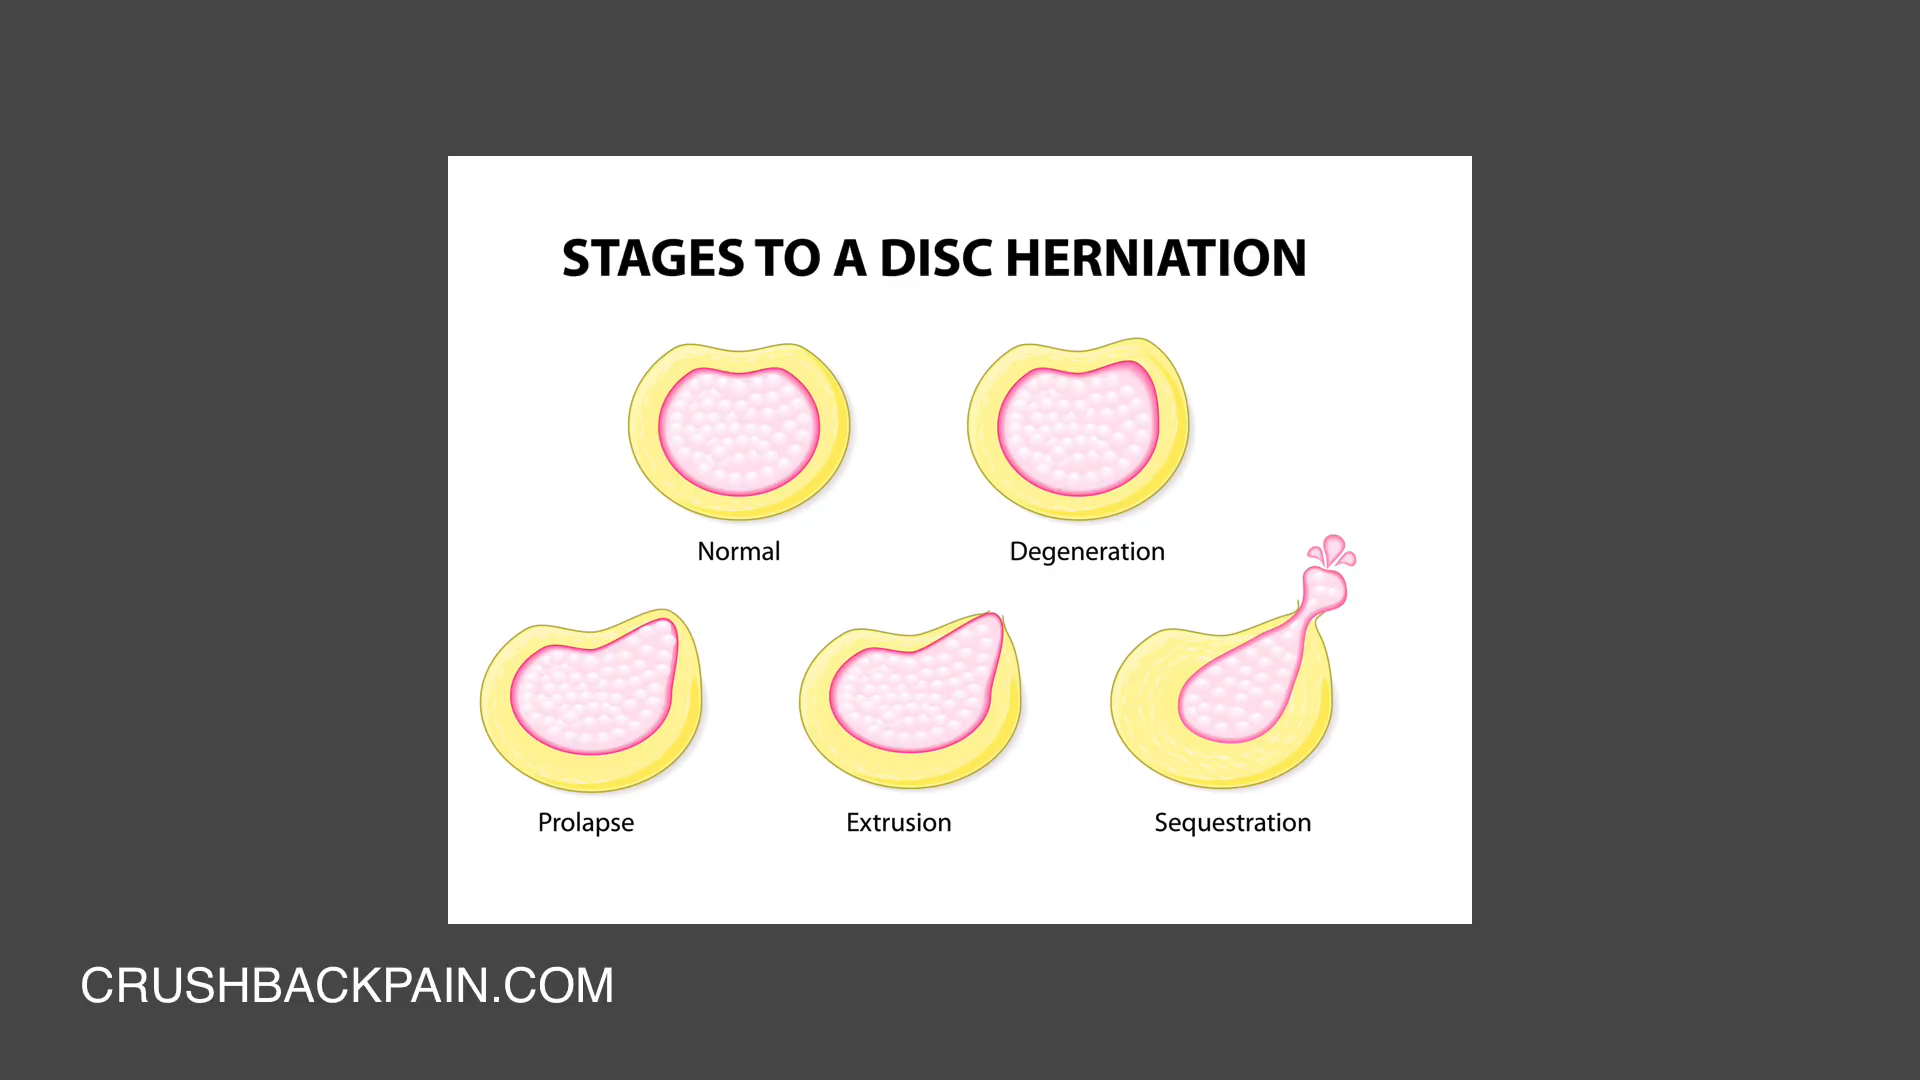 STAGES TO A DISC HERNIATION
Normal
Degeneration
Prolapse
Extrusion
Sequestration
CRUSHBACKPAIN.COM